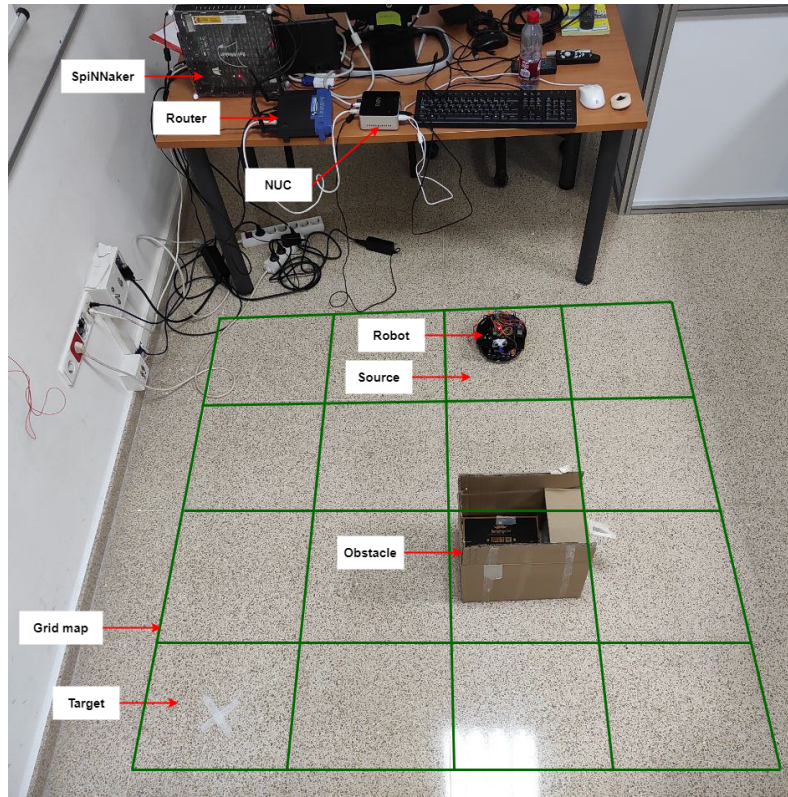 SpiNNaker
Router
NUC
Robot
Source
Obstacle
Grid map
Target